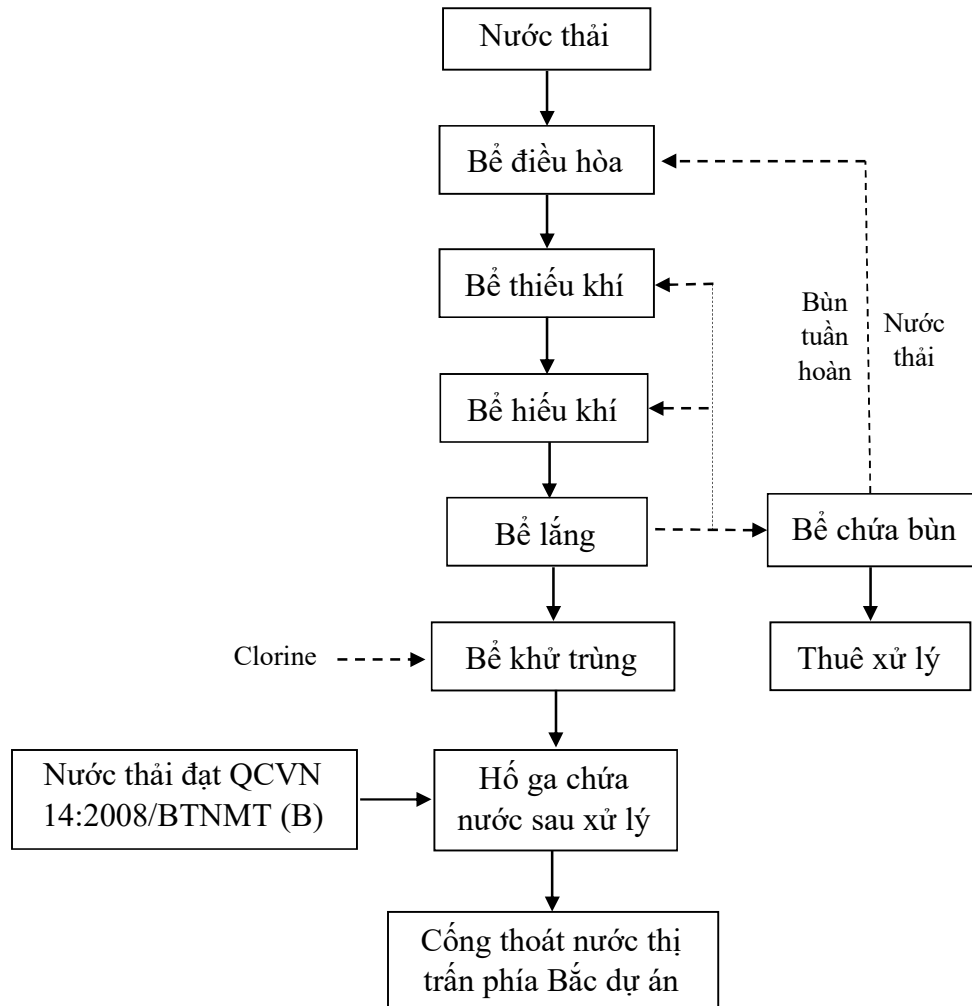 Nước thải
Bể điều hòa
Bể thiếu khí
Bùn
tuần
hoàn
Nước
thải
Bể hiếu khí
Bể lắng
Bể chứa bùn
Clorine
Bể khử trùng
Thuê xử lý
Nước thải đạt QCVN
14:2008/BTNMT (B)
Hố ga chứa
nước sau xử lý
Cống thoát nước thị
trấn phía Bắc dự án